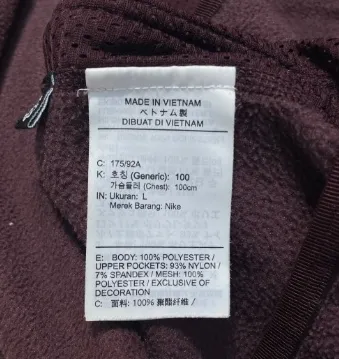 MADE IN VIETNAM
ベトナム製
DIBUAT DI VIETNAM
C: 175/92A
K: 호칭 (Generic): 100
가슴둘레 (Chest): 100cm
IN: Ukuran: L
Merek Barang: Nike
E: BODY: 100% POLYESTER /
UPPER POCKETS: 93% NYLON /
7% SPANDEX / MESH: 100%
POLYESTER / EXCLUSIVE OF
DECORATION
C: 面料: 100% 聚酯纤维 /